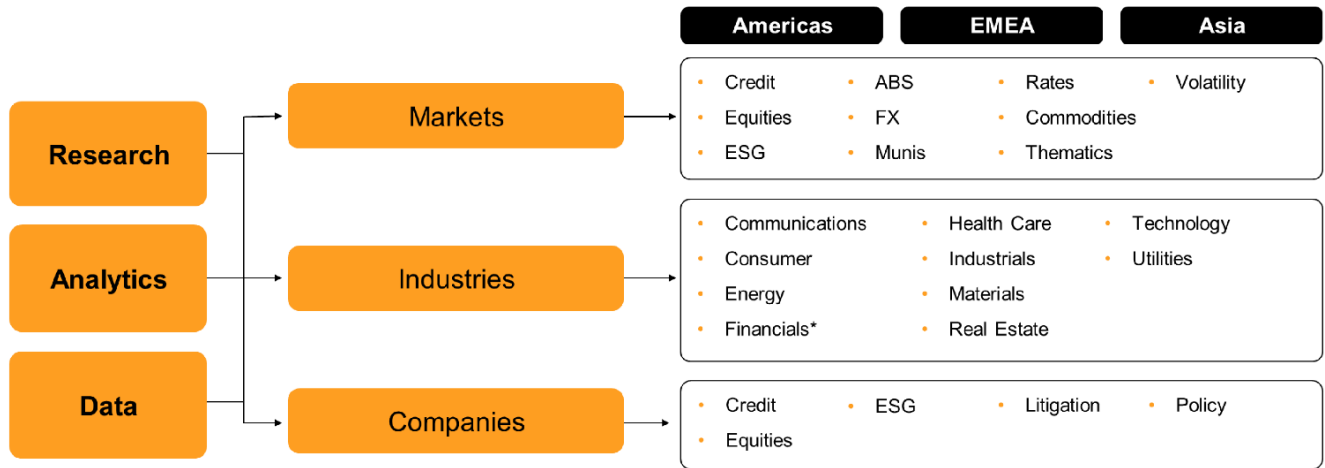 Americas EMEA Asia
Research
Analytics
Data
Markets
Industries
Companies
• Credit • ABS • Rates • Volatility
• Equities • FX • Commodities
• ESG • Munis • Thematics
• Communications • Health Care • Technology
• Consumer • Industrials • Utilities
• Energy • Materials
• Financials* • Real Estate
• Credit • ESG • Litigation • Policy
• Equities